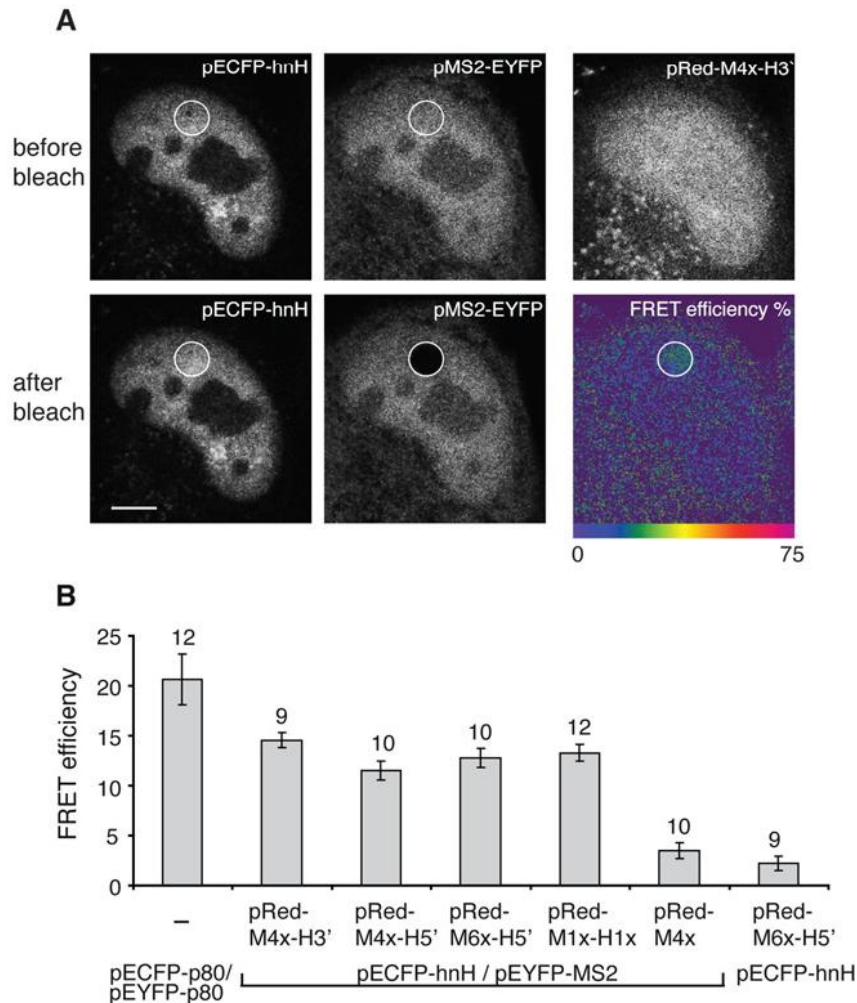 A
pECFP-hnH
pMS2-EYFP
pRed-M4x-H3`
before
bleach
pECFP-hnH
pMS2-EYFP
FRET efficiency %
after
bleach
0
75
B
FRET efficiency
25
20
15
10
5
0
12
9
10
10
12
10
9
–
pRed-
M4x-H3’
pRed-
M4x-H5’
pRed-
M6x-H5’
pRed-
M1x-H1x
pRed-
M4x
pRed-
M6x-H5’
pECFP-p80/
pEYFP-p80
pECFP-hnH / pEYFP-MS2
pECFP-hnH